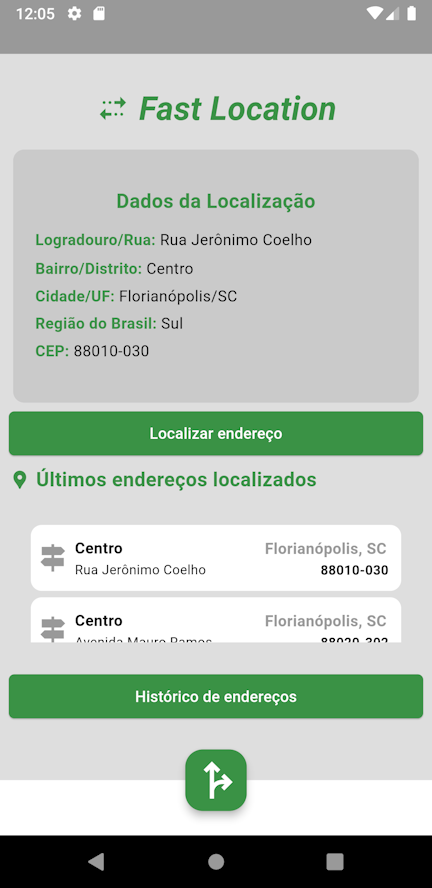 12:05
Fast Location
Dados da Localização
Logradouro/Rua: Rua Jerônimo Coelho
Bairro/Distrito: Centro
Cidade/UF: Florianópolis/SC
Região do Brasil: Sul
CEP: 88010-030
Localizar endereço
Últimos endereços localizados
Centro Florianópolis, SC
Rua Jerônimo Coelho 88010-030
Centro Florianópolis, SC
Avenida Mauro Ramos 88020-302
Histórico de endereços